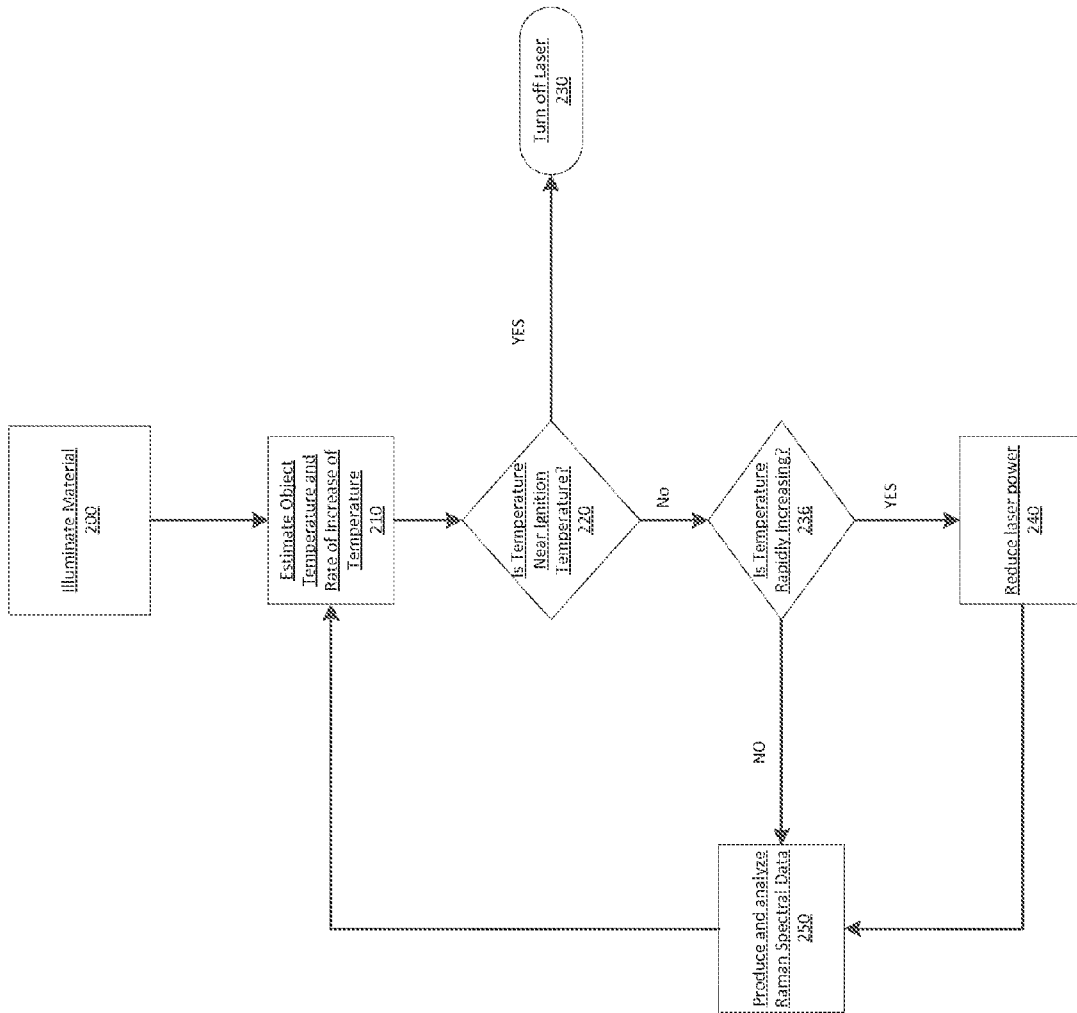 Illuminate Material
200
Estimate Object
Temperature and
Rate of Increase of
Temperature
210
Is Temperature
Near Ignition
Temperature?
220
YES
Turn off Laser
230
No
Is Temperature
Rapidly Increasing?
236
YES
Reduce laser power
240
NO
Produce and analyze
Raman Spectral Data
250